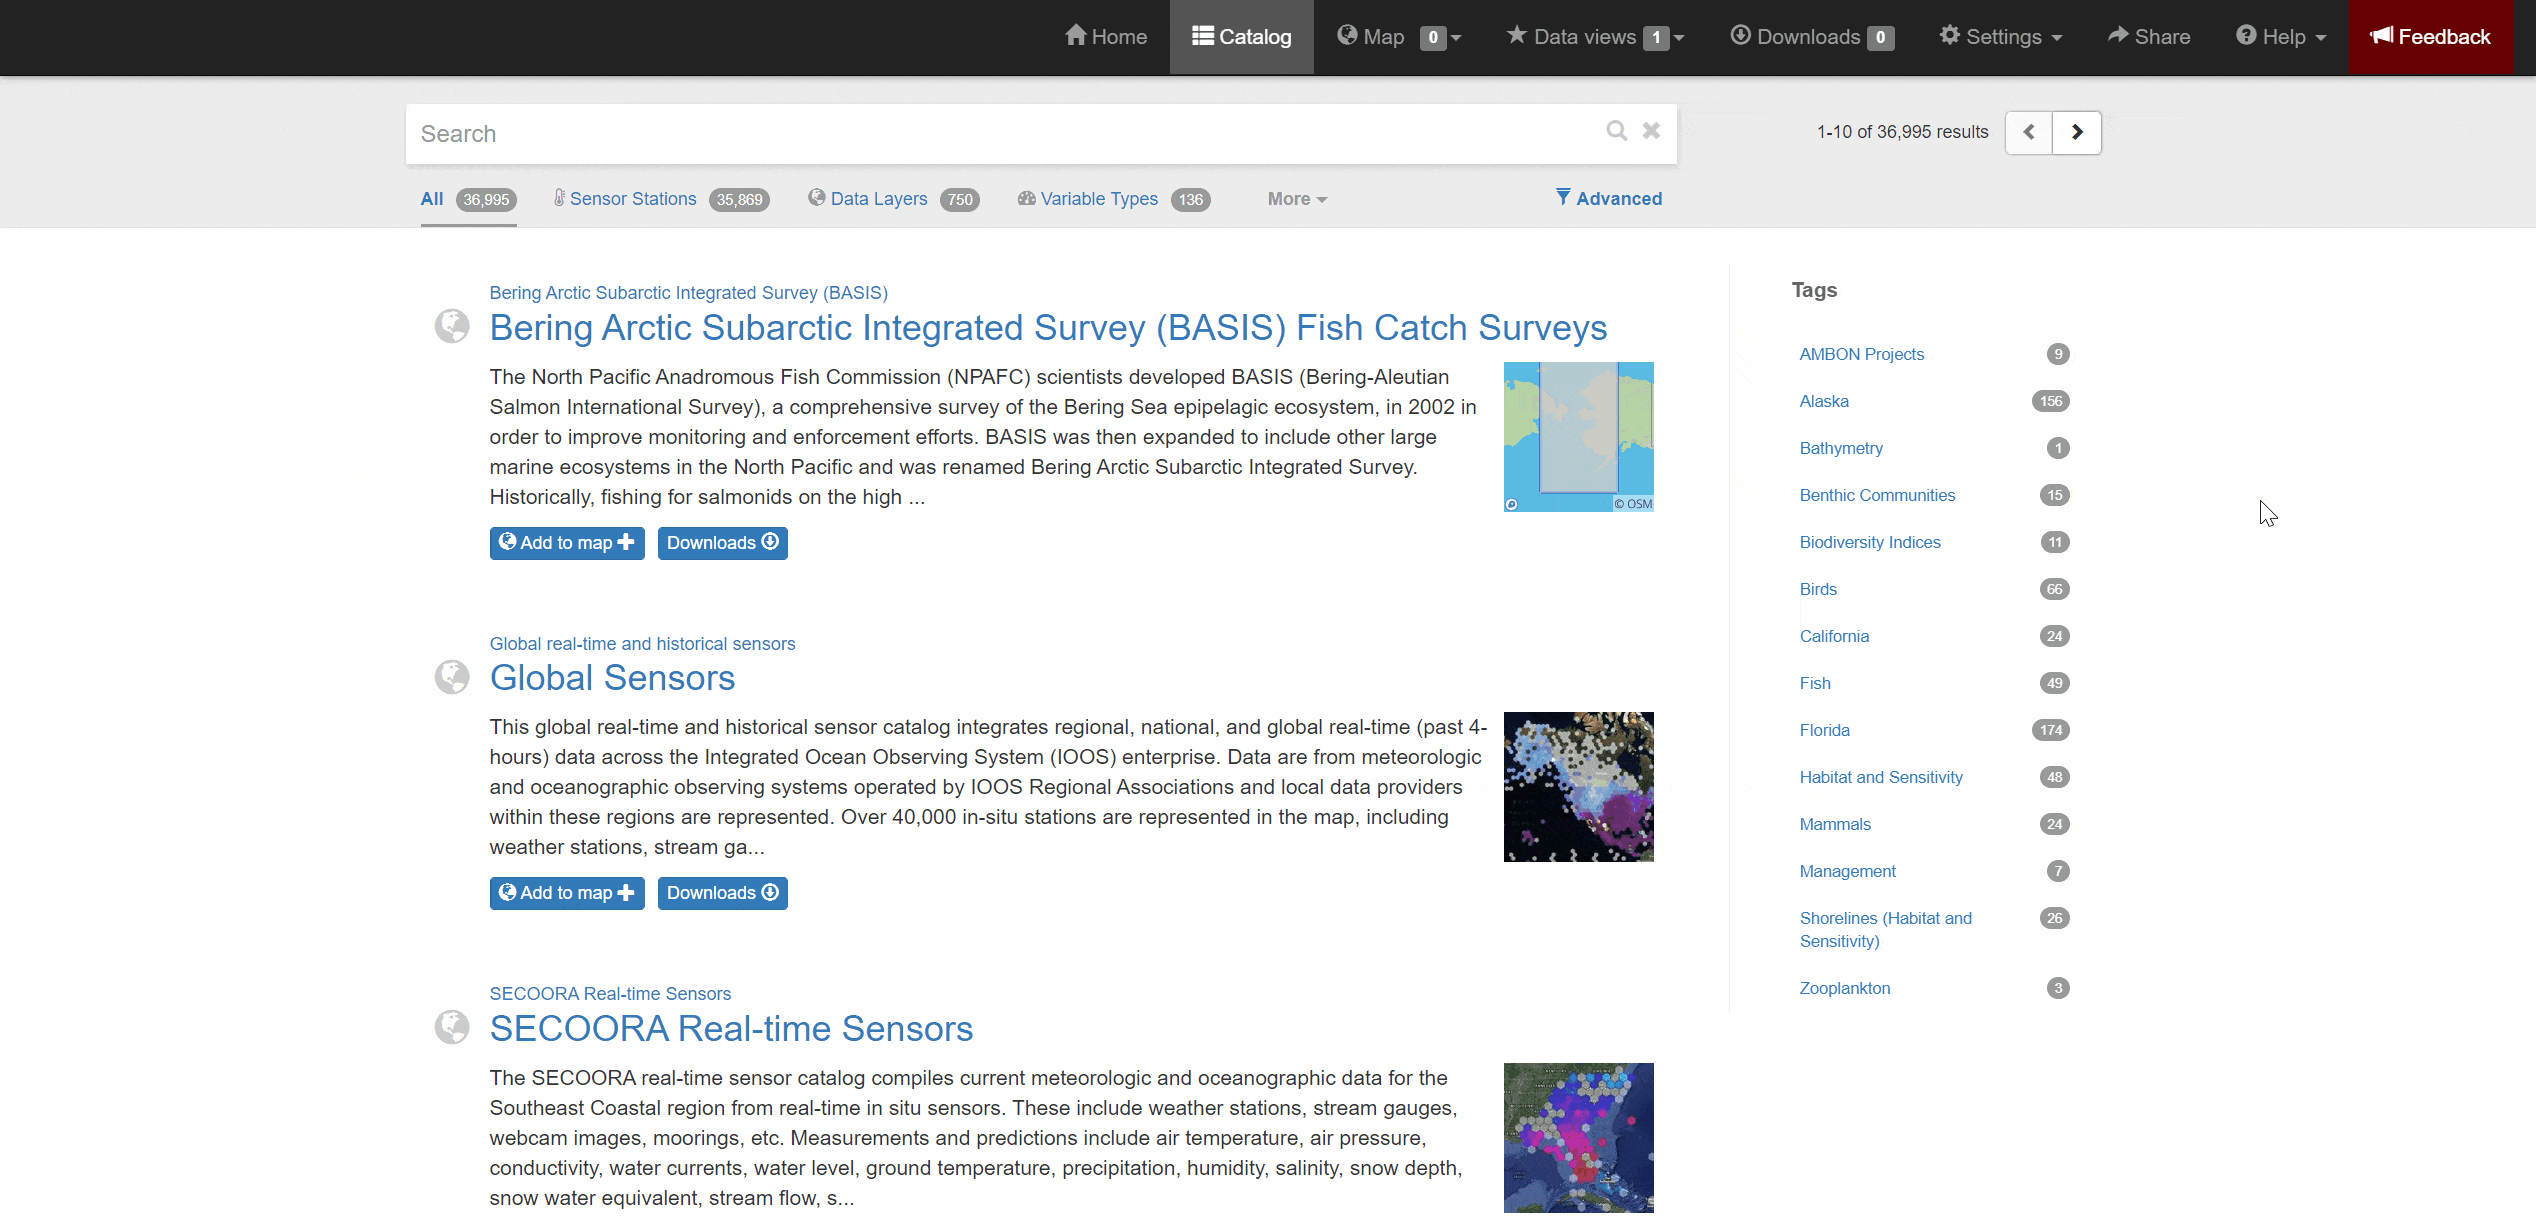 Home
Catalog
Map 0
Data views 1
Downloads 0
Settings
Share
Help
Feedback
Search
1-10 of 36,995 results
All 36,995
Sensor Stations 35,869
Data Layers 750
Variable Types 136
More
Advanced
Bering Arctic Subarctic Integrated Survey (BASIS)
Bering Arctic Subarctic Integrated Survey (BASIS) Fish Catch Surveys
The North Pacific Anadromous Fish Commission (NPAFC) scientists developed BASIS (Bering-Aleutian
Salmon International Survey), a comprehensive survey of the Bering Sea epipelagic ecosystem, in 2002 in
order to improve monitoring and enforcement efforts. BASIS was then expanded to include other large
marine ecosystems in the North Pacific and was renamed Bering Arctic Subarctic Integrated Survey.
Historically, fishing for salmonids on the high ...
© OSM
Add to map
Downloads
Global real-time and historical sensors
Global Sensors
This global real-time and historical sensor catalog integrates regional, national, and global real-time (past 4-
hours) data across the Integrated Ocean Observing System (IOOS) enterprise. Data are from meteorologic
and oceanographic observing systems operated by IOOS Regional Associations and local data providers
within these regions are represented. Over 40,000 in-situ stations are represented in the map, including
weather stations, stream ga...
Add to map
Downloads
SECOORA Real-time Sensors
SECOORA Real-time Sensors
The SECOORA real-time sensor catalog compiles current meteorologic and oceanographic data for the
Southeast Coastal region from real-time in situ sensors. These include weather stations, stream gauges,
webcam images, moorings, etc. Measurements and predictions include air temperature, air pressure,
conductivity, water currents, water level, ground temperature, precipitation, humidity, salinity, snow depth,
snow water equivalent, stream flow, s...
Tags
AMBON Projects 9
Alaska 156
Bathymetry 1
Benthic Communities 15
Biodiversity Indices 11
Birds 66
California 24
Fish 49
Florida 174
Habitat and Sensitivity 48
Mammals 24
Management 7
Shorelines (Habitat and 26
Sensitivity)
Zooplankton 3